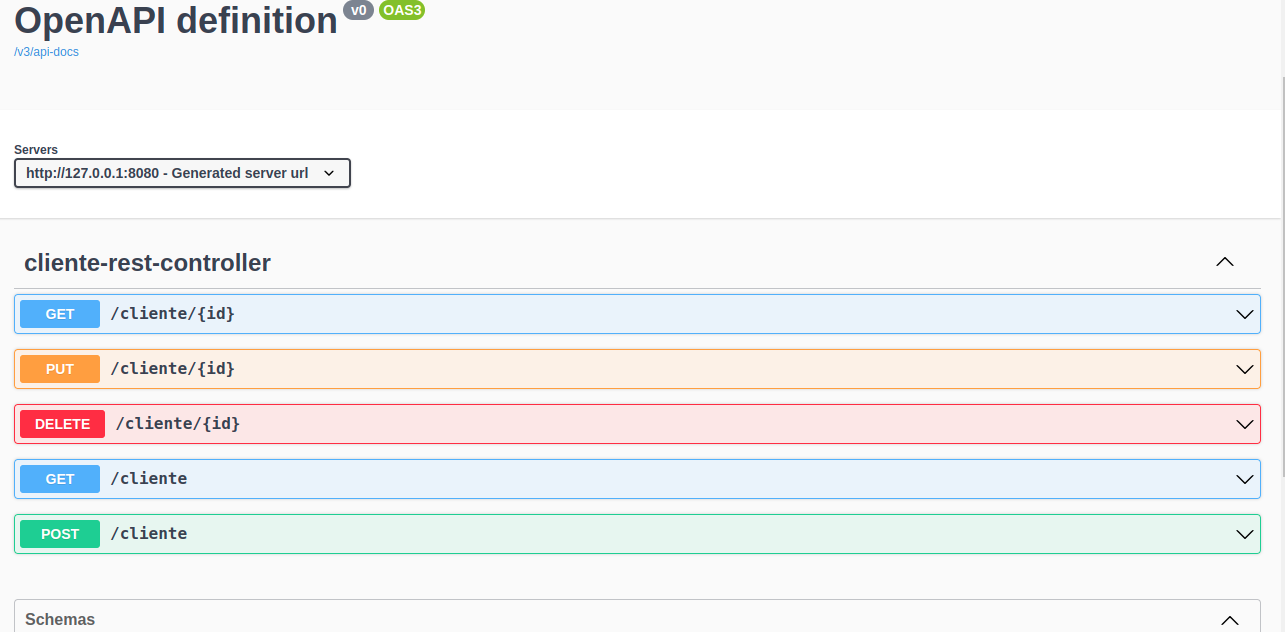 OpenAPI definition v0 OAS3
/v3/api-docs
Servers
http://127.0.0.1:8080 - Generated server url
cliente-rest-controller
GET /cliente/{id}
PUT /cliente/{id}
DELETE /cliente/{id}
GET /cliente
POST /cliente
Schemas